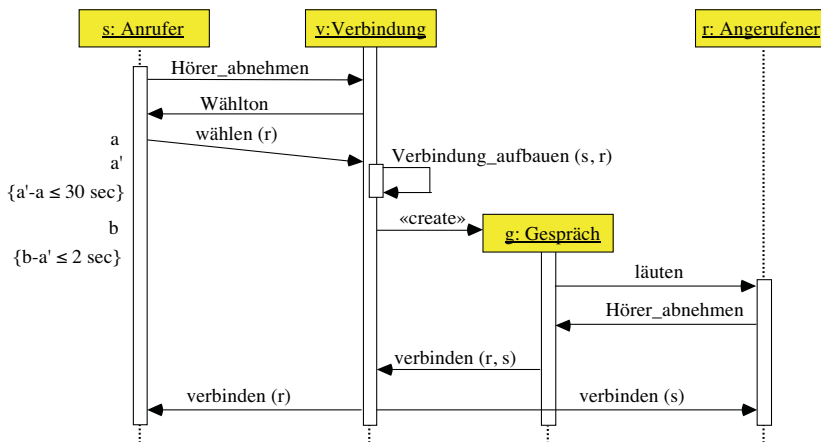 s: Anrufer
v:Verbindung
r: Angerufener
Hörer_abnehmen
Wählton
a
wählen (r)
a'
Verbindung_aufbauen (s, r)
{a'-a ≤ 30 sec}
b
«create»
g: Gespräch
{b-a' ≤ 2 sec}
läuten
Hörer_abnehmen
verbinden (r, s)
verbinden (r)
verbinden (s)